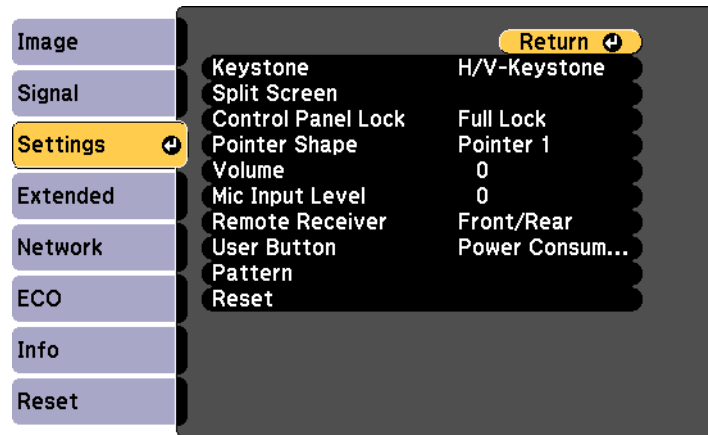 Image
Signal
Settings
Extended
Network
ECO
Info
Reset
Return
Keystone H/V-Keystone
Split Screen
Control Panel Lock Full Lock
Pointer Shape Pointer 1
Volume 0
Mic Input Level 0
Remote Receiver Front/Rear
User Button Power Consum...
Pattern
Reset